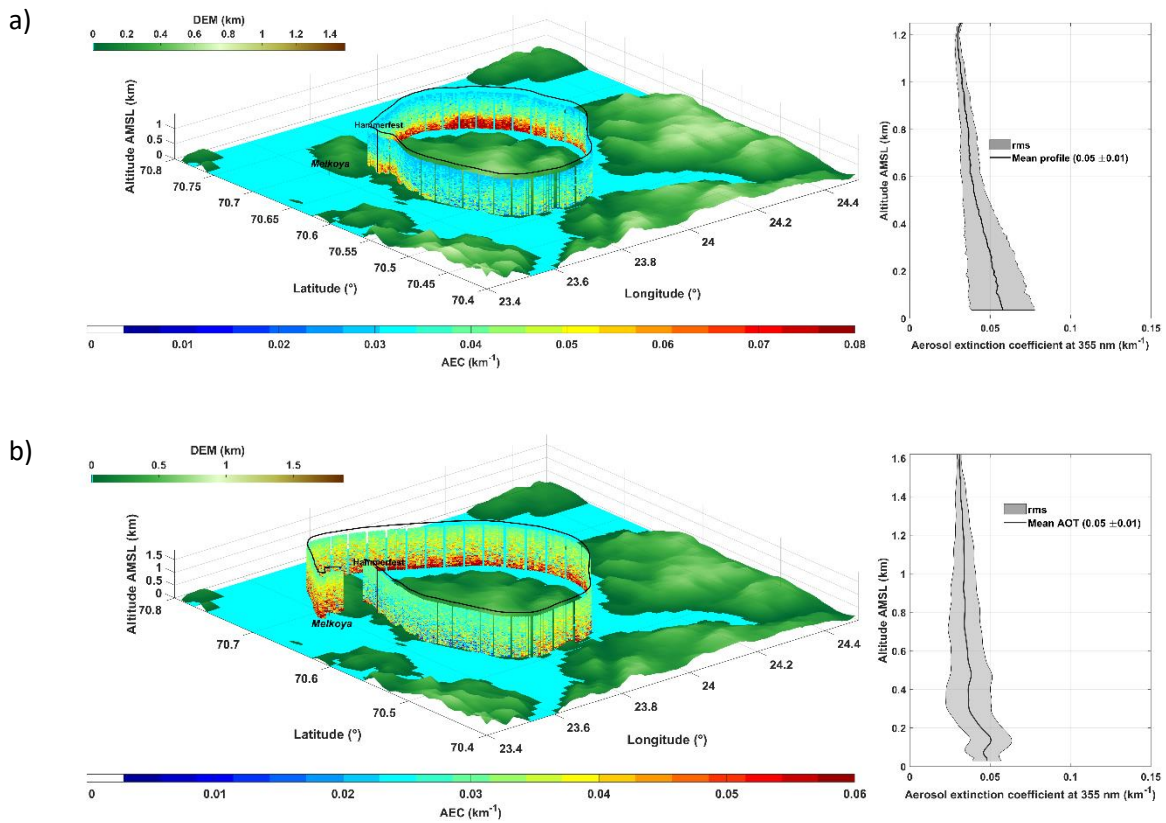 a)
DEM (km)
0 0.2 0.4 0.6 0.8 1 1.2 1.4
Altitude AMSL (km)
1
0.5
0
Hammerfest
Melkoya
70.8
70.75
70.7
70.65
70.6
70.55
70.5
70.45
70.4
Latitude (°)
23.4
23.6
23.8
24
24.2
24.4
Longitude (°)
0 0.01 0.02 0.03 0.04 0.05 0.06 0.07 0.08
AEC (km-1)
Altitude AMSL (km)
1.2
1
0.8
0.6
0.4
0.2
0
rms
Mean profile (0.05 ±0.01)
0 0.05 0.1 0.15
Aerosol extinction coefficient at 355 nm (km-1)
b)
DEM (km)
0 0.5 1 1.5
Altitude AMSL (km)
1.5
1
0.5
0
Hammerfest
Melkoya
70.8
70.7
70.6
70.5
70.4
Latitude (°)
23.4
23.6
23.8
24
24.2
24.4
Longitude (°)
0 0.01 0.02 0.03 0.04 0.05 0.06
AEC (km-1)
Altitude AMSL (km)
1.6
1.4
1.2
1
0.8
0.6
0.4
0.2
0
rms
Mean AOT (0.05 ±0.01)
0 0.05 0.1 0.15
Aerosol extinction coefficient at 355 nm (km-1)